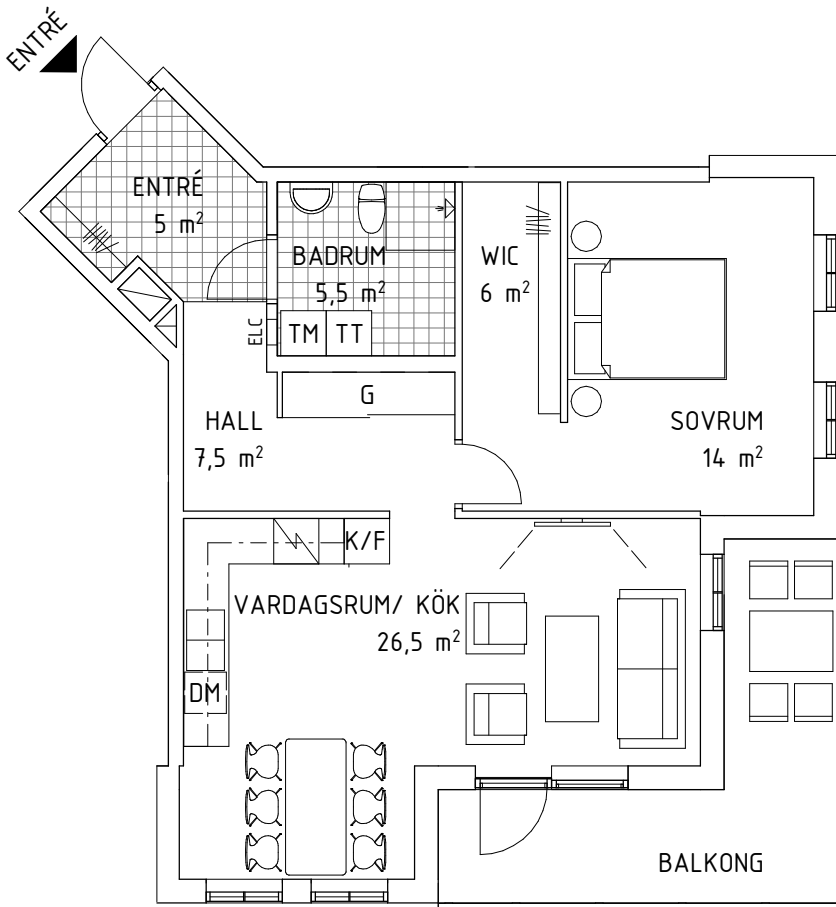 ENTRÉ
ENTRÉ
5 m²
BADRUM
5,5 m²
WIC
6 m²
ELC
TM
TT
G
HALL
7,5 m²
SOVRUM
14 m²
K/F
VARDAGSRUM/ KÖK
26,5 m²
DM
BALKONG